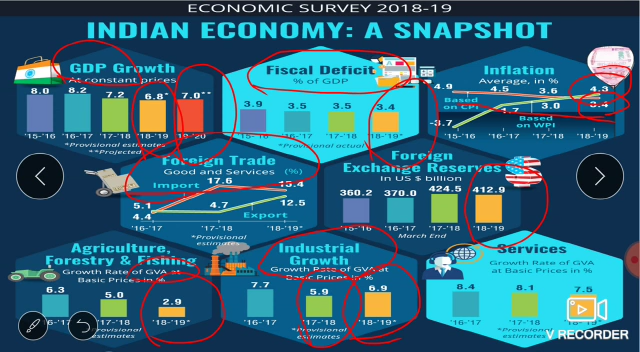 ECONOMIC SURVEY 2018-19
INDIAN ECONOMY: A SNAPSHOT
GDP Growth
At constant prices
8.0 8.2 7.2 6.8* 7.0**
'15-'16 '16-'17 '17-'18 '18-'19 '19-'20
*Provisional estimates
**Projected
Fiscal Deficit
% of GDP
3.9 3.5 3.5 3.4
'15-'16 '16-'17 '17-'18 '18-'19*
*Provisional actual
Inflation
Average, in %
4.9 4.5 3.6 4.3
Based
on CPI
-3.7 1.7 3.0 3.4
Based
on WPI
'15-'16 '16-'17 '17-'18 '18-'19
Foreign Trade
Good and Services (%)
Import 17.6 15.4
5.1
4.4 4.7 12.5
Export
'16-'17 '17-'18 '18-'19*
*Provisional
estimates
Foreign
Exchange Reserves
In US $ billion
360.2 370.0 424.5 412.9
'15-'16 '16-'17 '17-'18 '18-'19
March End
Agriculture,
Forestry & Fishing
Growth Rate of GVA at
Basic Prices in %
6.3 5.0 2.9
'16-'17 '17-'18 '18-'19*
*Provisional
estimates
Industrial
Growth
Growth Rate of GVA at
Basic Prices in %
7.7 5.9 6.9
'16-'17 '17-'18 '18-'19*
*Provisional
estimates
Services
Growth Rate of GVA
at Basic Prices in %
8.4 8.1 7.5
'16-'17 '17-'18
*Provisional
estimates
V RECORDER